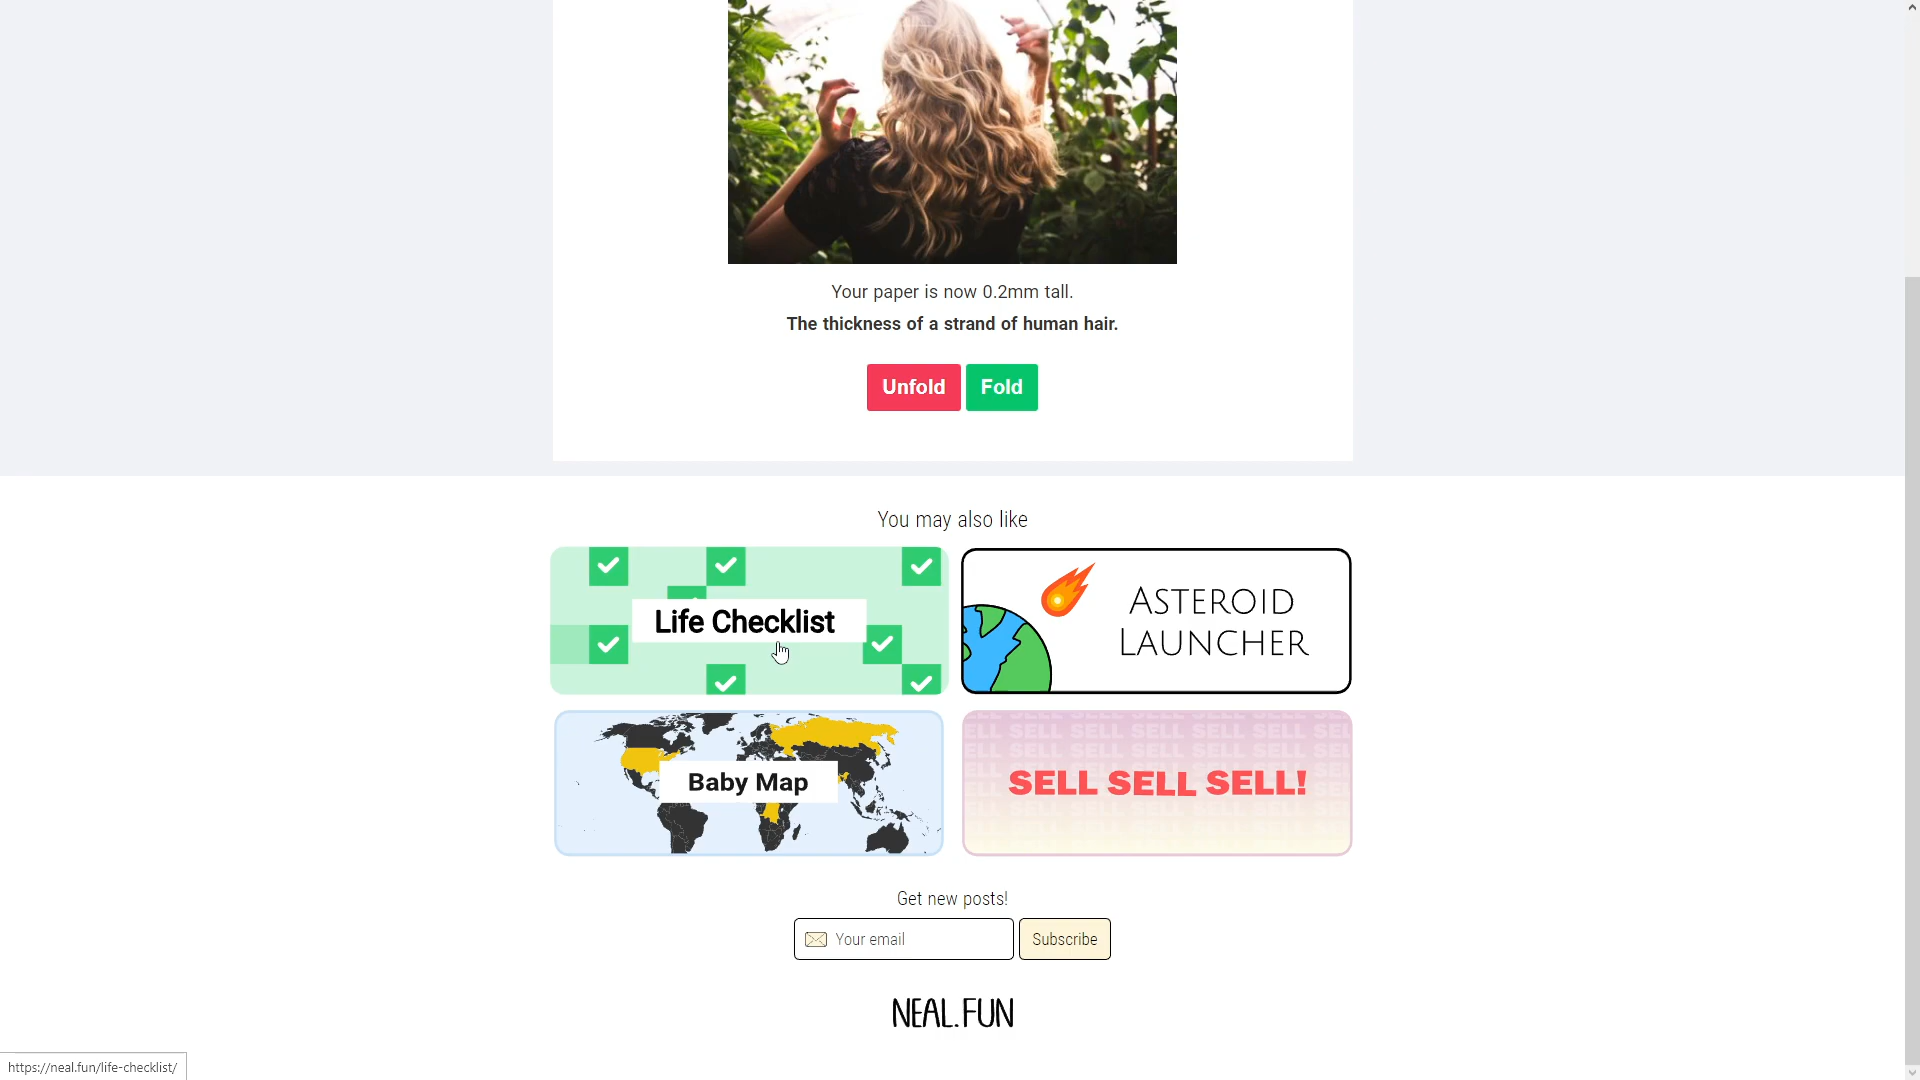 Your paper is now 0.2mm tall.
The thickness of a strand of human hair.
Unfold Fold
You may also like
Life Checklist
ASTEROID
LAUNCHER
Baby Map
SELL SELL SELL!
Get new posts!
Your email Subscribe
NEAL.FUN
https://neal.fun/life-checklist/